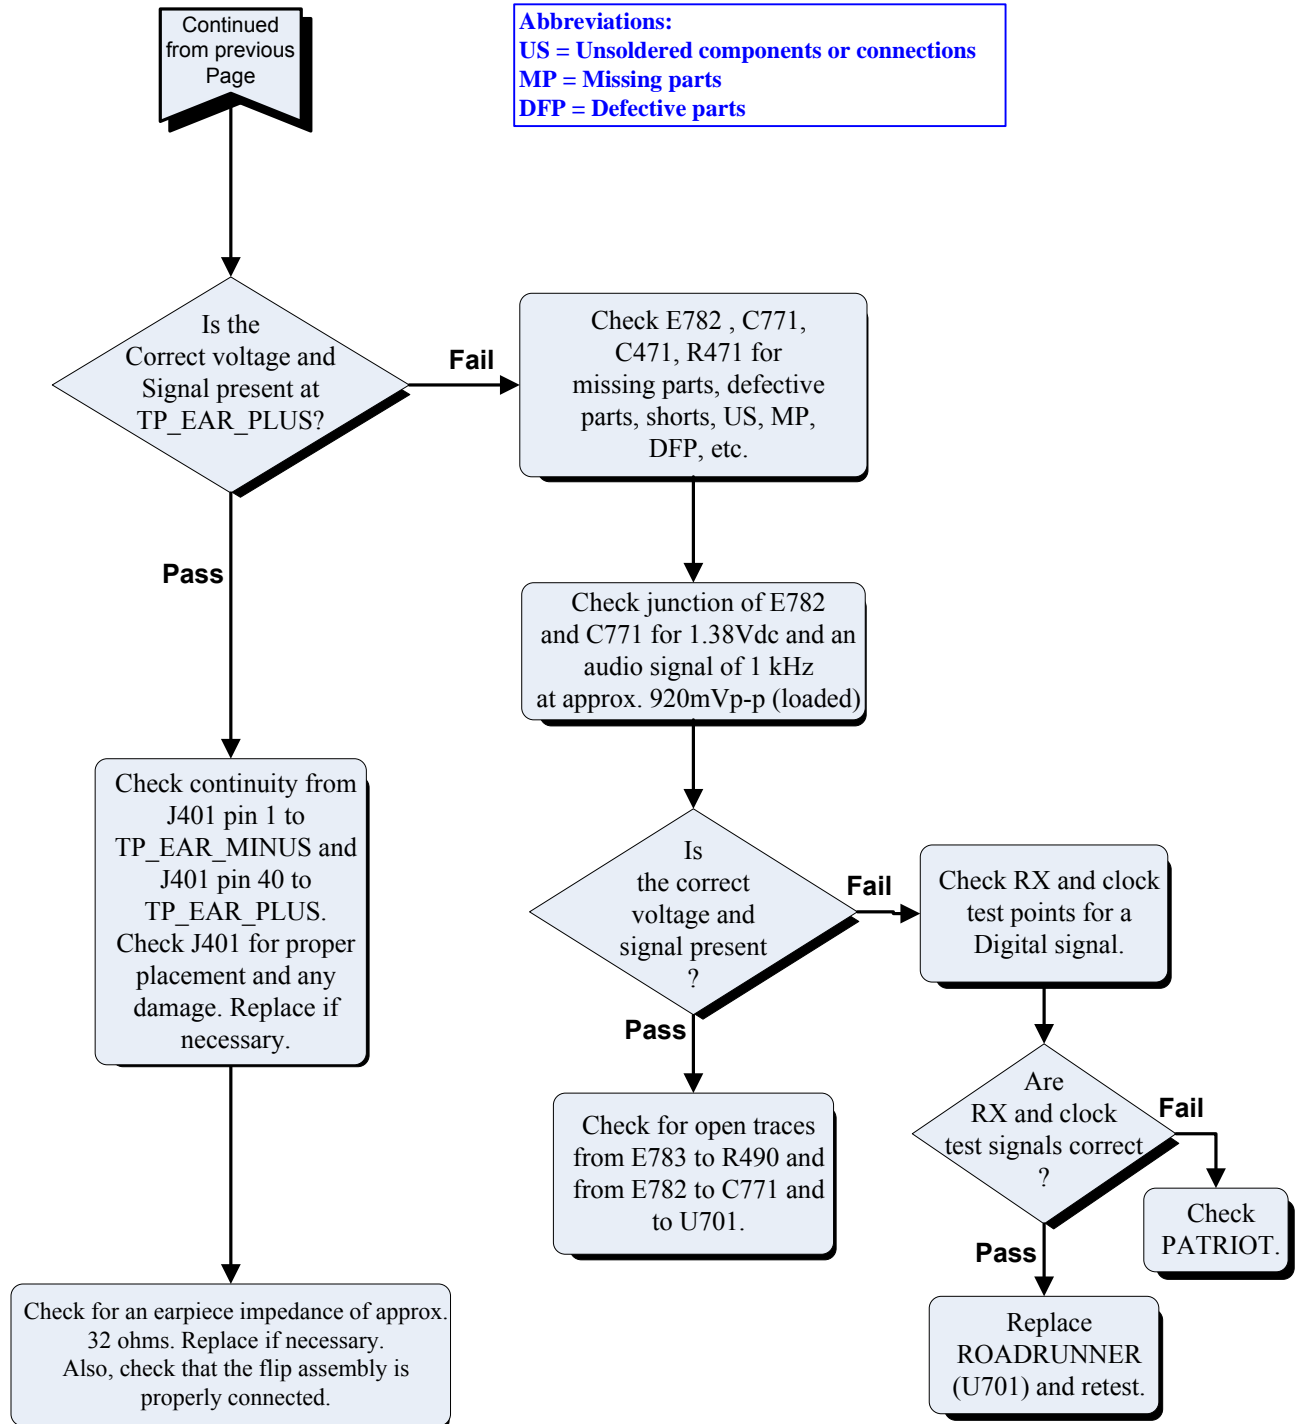 Continued
from previous
Page
Abbreviations:
US = Unsoldered components or connections
MP = Missing parts
DFP = Defective parts
Is the
Correct voltage and
Signal present at
TP_EAR_PLUS?
Fail
Check E782 , C771,
C471, R471 for
missing parts, defective
parts, shorts, US, MP,
DFP, etc.
Pass
Check junction of E782
and C771 for 1.38Vdc and an
audio signal of 1 kHz
at approx. 920mVp-p (loaded)
Check continuity from
J401 pin 1 to
TP_EAR_MINUS and
J401 pin 40 to
TP_EAR_PLUS.
Check J401 for proper
placement and any
damage. Replace if
necessary.
Is
the correct
voltage and
signal present
?
Fail
Check RX and clock
test points for a
Digital signal.
Pass
Check for open traces
from E783 to R490 and
from E782 to C771 and
to U701.
Are
RX and clock
test signals correct
?
Fail
Check
PATRIOT.
Pass
Replace
ROADRUNNER
(U701) and retest.
Check for an earpiece impedance of approx.
32 ohms. Replace if necessary.
Also, check that the flip assembly is
properly connected.